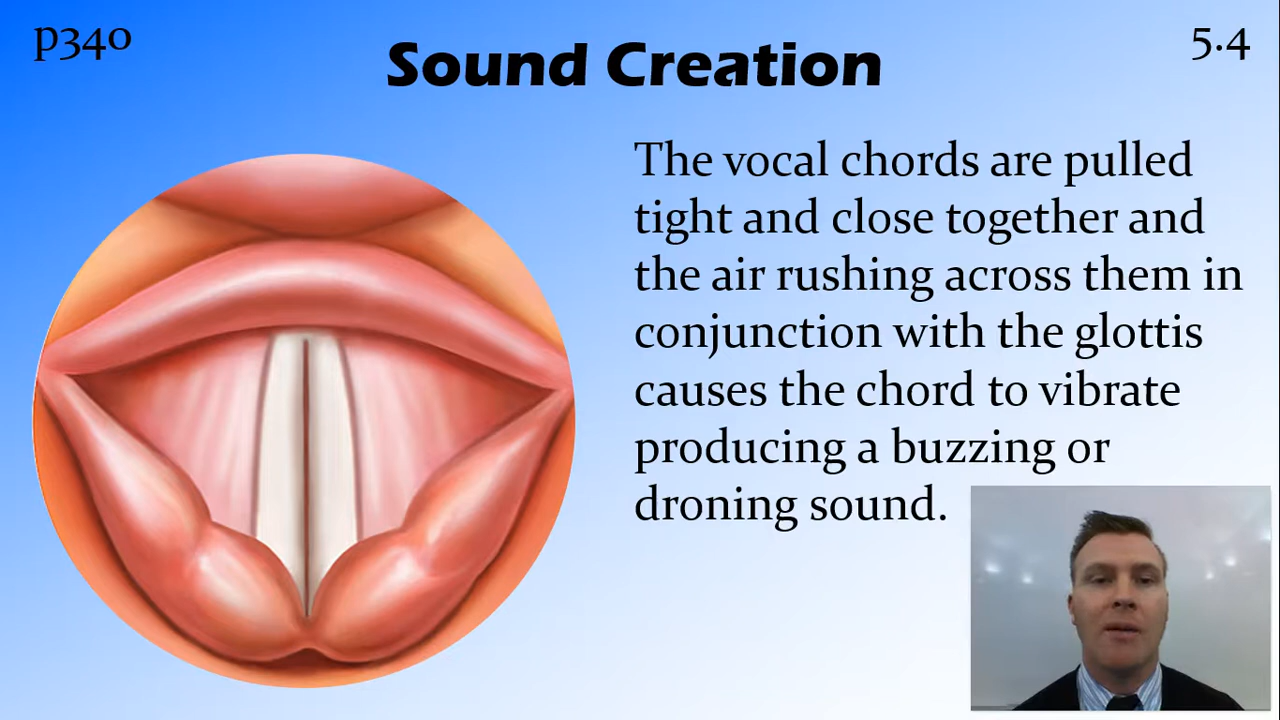 p340
Sound Creation
5.4
The vocal chords are pulled
tight and close together and
the air rushing across them in
conjunction with the glottis
causes the chord to vibrate
producing a buzzing or
droning sound.